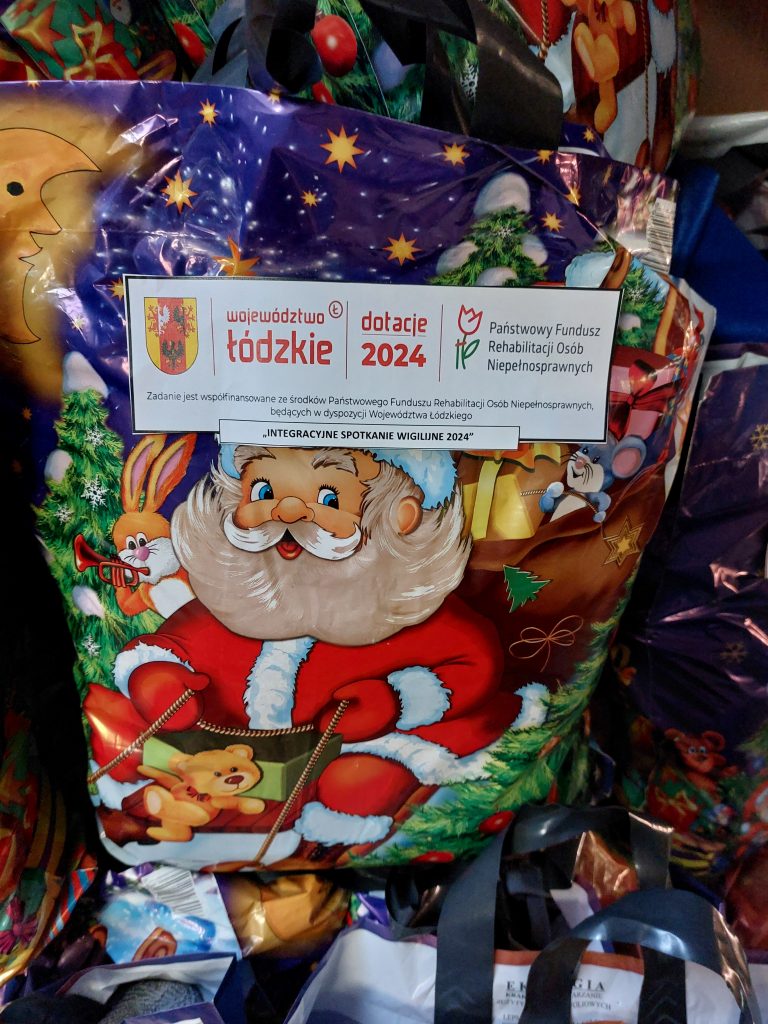 województwo Ł
łódzkie
dotacje
2024
Państwowy Fundusz
Rehabilitacji Osób
Niepełnosprawnych
Zadanie jest współfinansowane ze środków Państwowego Funduszu Rehabilitacji Osób Niepełnosprawnych,
będących w dyspozycji Województwa Łódzkiego
„INTEGRACYJNE SPOTKANIE WIGILIJNE 2024”